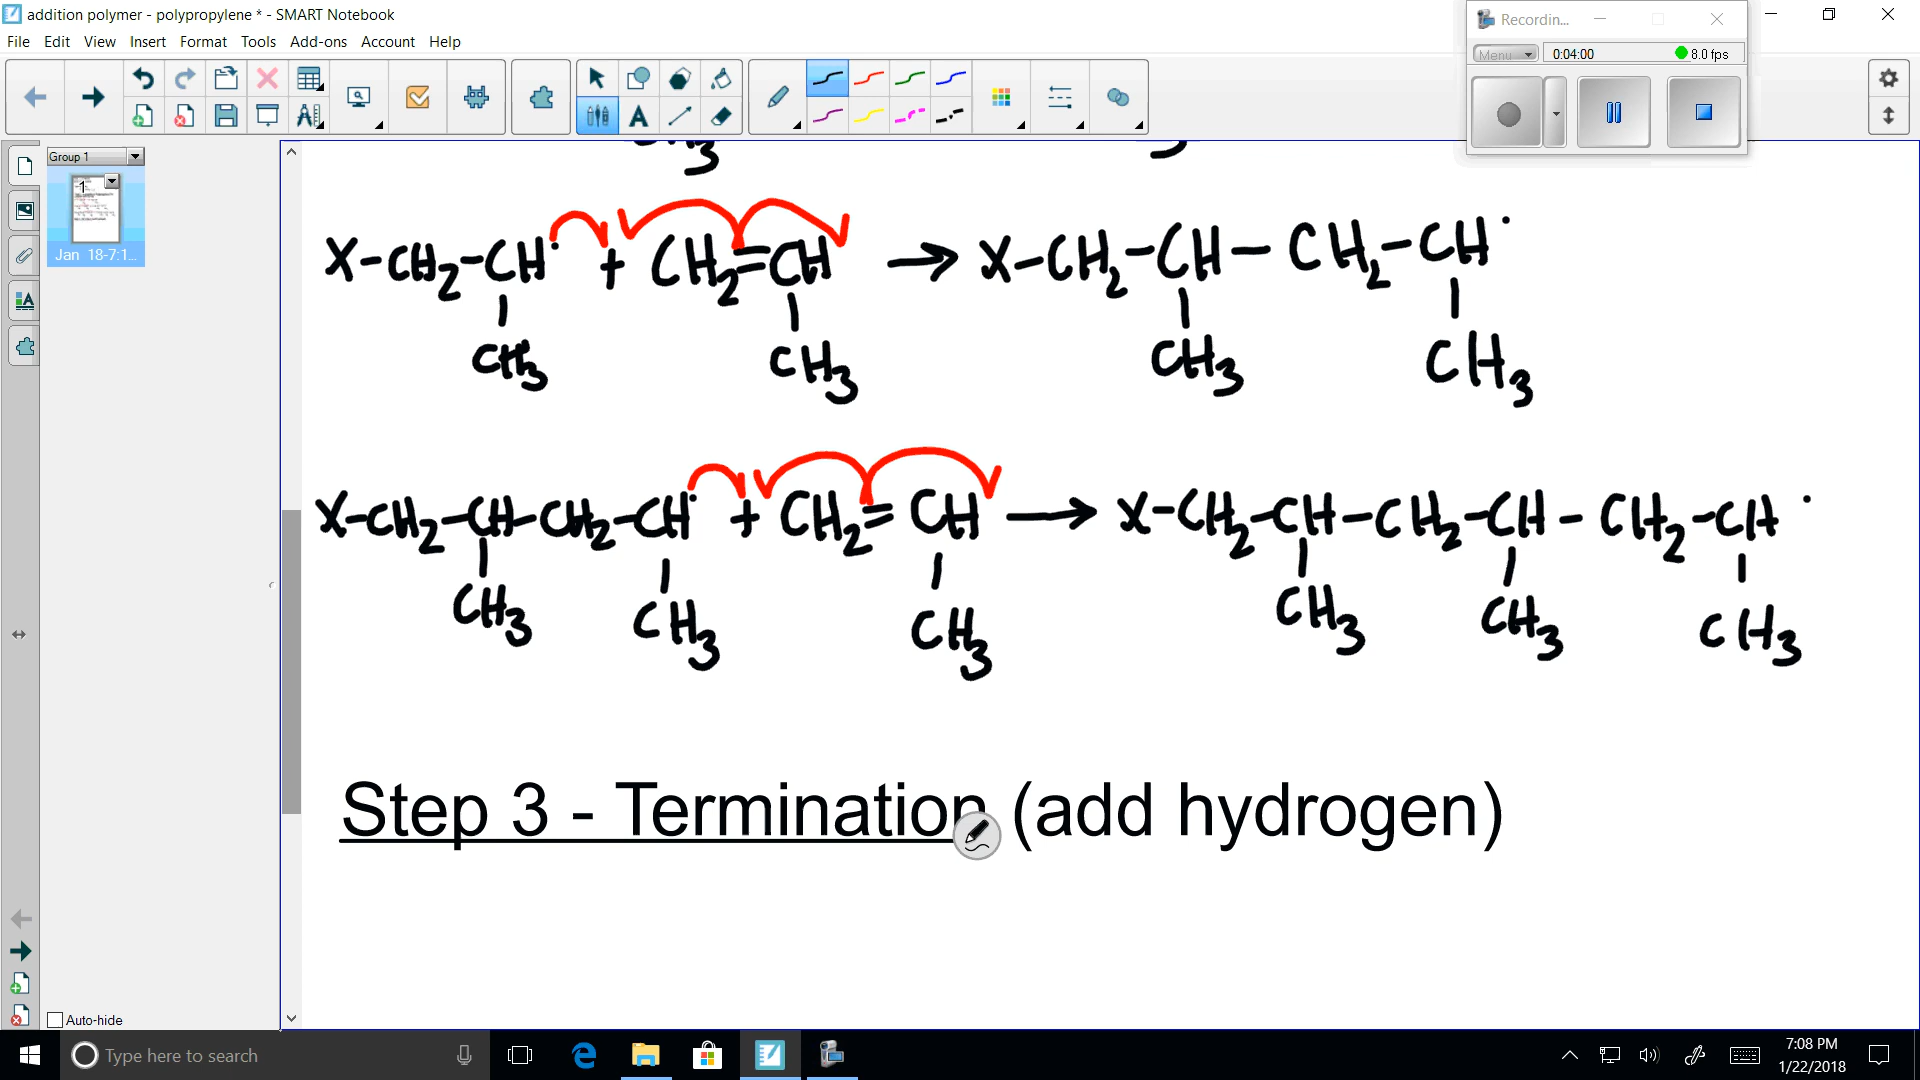 addition polymer - polypropylene * - SMART Notebook
File Edit View Insert Format Tools Add-ons Account Help
Recordin...
Menu 0:04:00 8.0 fps
Group 1
1
Jan 18-7:1...
X-CH2-CH· + CH2=CH → X-CH2-CH-CH2-CH·
CH3 CH3 CH3 CH3
X-CH2-CH-CH2-CH· + CH2=CH → X-CH2-CH-CH2-CH-CH2-CH·
CH3 CH3 CH3 CH3 CH3 CH3
Step 3 - Termination (add hydrogen)
Auto-hide
Type here to search
7:08 PM
1/22/2018